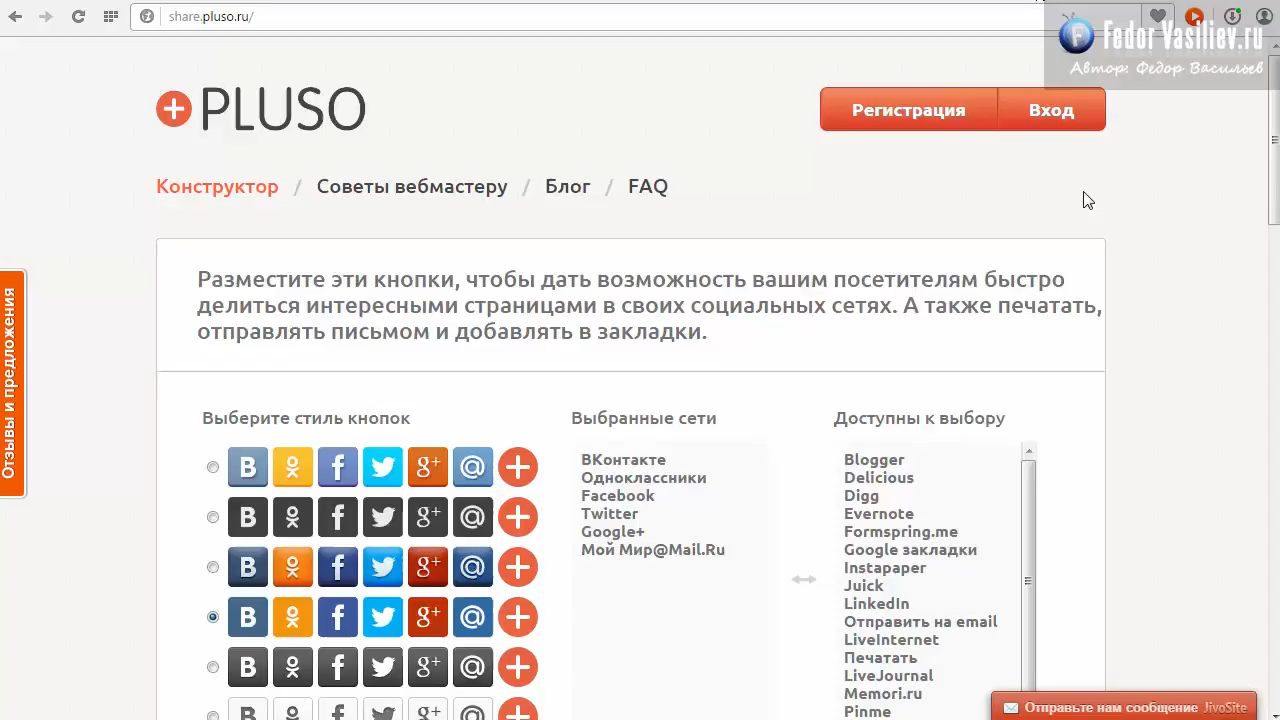 share.pluso.ru/
FedorVasiliev.ru
Автор: Федор Васильев
PLUSO
Регистрация
Вход
Конструктор / Советы вебмастеру / Блог / FAQ
Отзывы и предложения
Разместите эти кнопки, чтобы дать возможность вашим посетителям быстро
делиться интересными страницами в своих социальных сетях. А также печатать,
отправлять письмом и добавлять в закладки.
Выберите стиль кнопок
Выбранные сети
ВКонтакте
Одноклассники
Facebook
Twitter
Google+
Мой Мир@Mail.Ru
Доступны к выбору
Blogger
Delicious
Digg
Evernote
Formspring.me
Google закладки
Instapaper
Juick
LinkedIn
Отправить на email
LiveInternet
Печатать
LiveJournal
Memori.ru
Pinme
Отправьте нам сообщение JivoSite